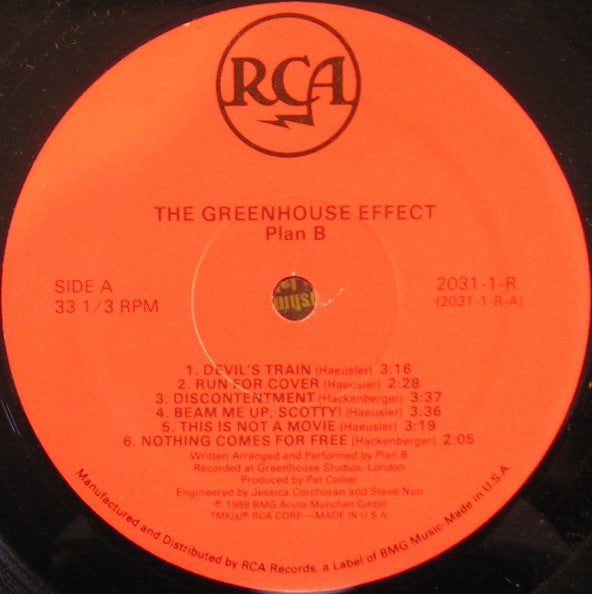 RCA
THE GREENHOUSE EFFECT
Plan B
SIDE A
33 1/3 RPM
2031-1-R
(2031-1-R-A)
1. DEVIL'S TRAIN (Haeusler) 3:16
2. RUN FOR COVER (Haeusler) 2:28
3. DISCONTENTMENT (Hackenberger) 3:37
4. BEAM ME UP, SCOTTY! (Haeusler) 3:36
5. THIS IS NOT A MOVIE (Haeusler) 3:19
6. NOTHING COMES FOR FREE (Hackenberger) 2:05
Written Arranged and Performed by Plan B
Recorded at Greenhouse Studios, London
Produced by Pat Collier
Engineered by Jessica Corchoran and Steve Nun
℗ 1989 BMG Ariola Munchen GmbH
TMK(s)® RCA CORP —MADE IN U.S.A.
Manufactured and Distributed by RCA Records, a Label of BMG Music·Made in U.S.A.